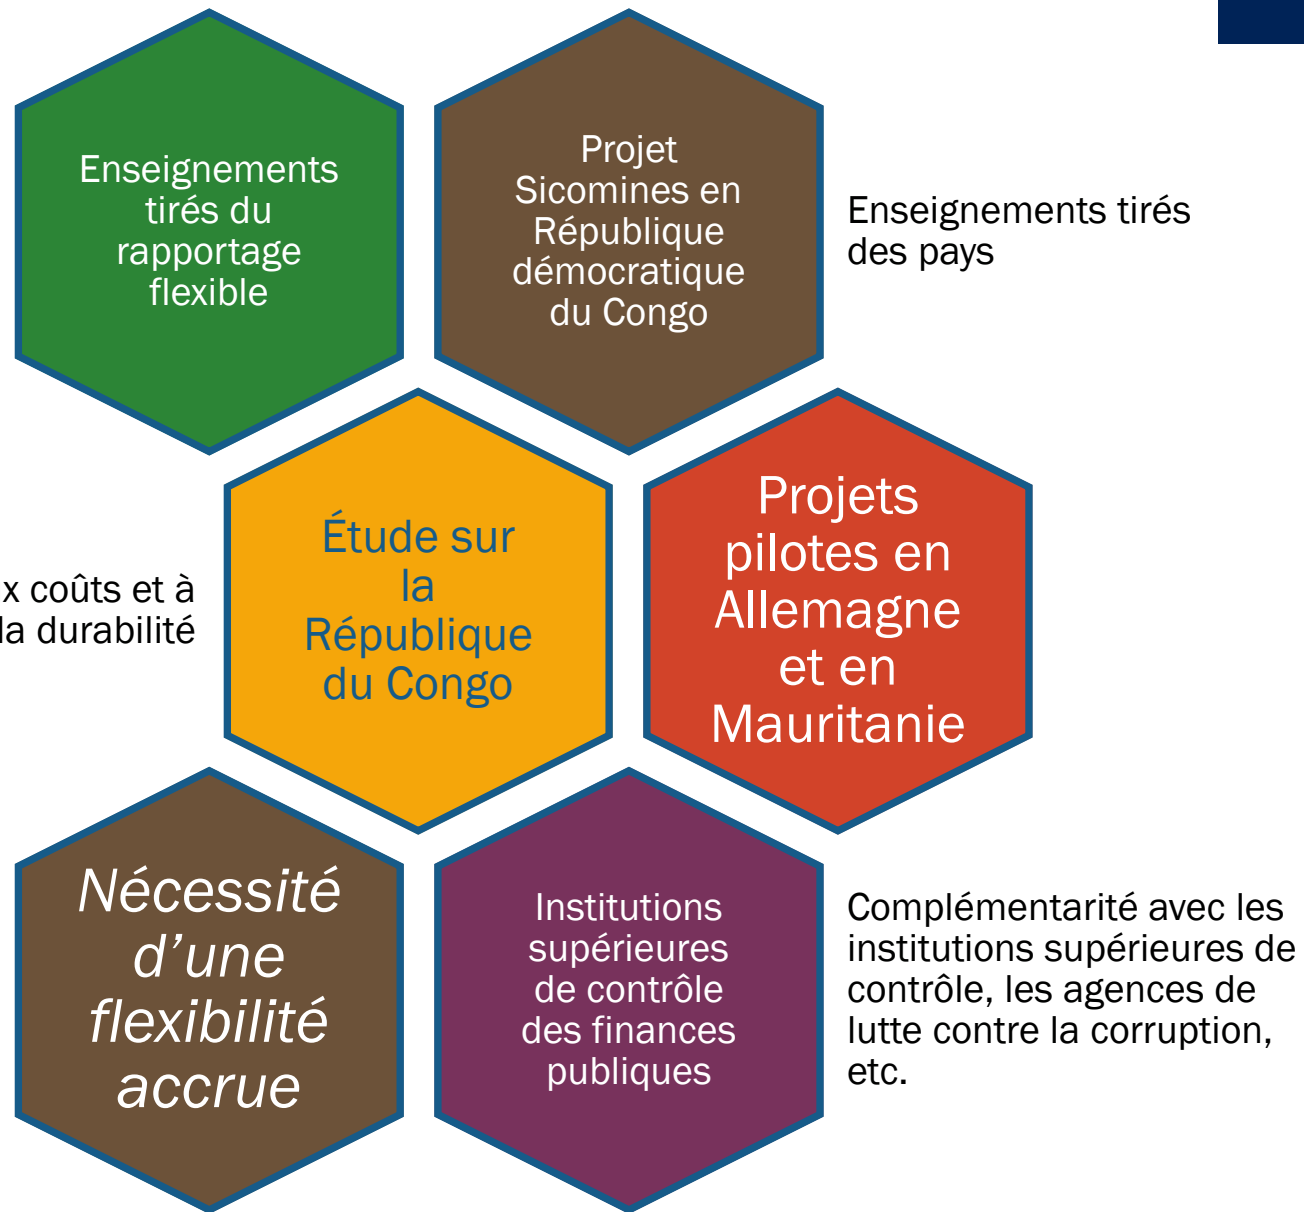 Enseignements
tirés du
rapportage
flexible
Projet
Sicomines en
République
démocratique
du Congo
Enseignements tirés
des pays
coûts et à
la durabilité
Étude sur
la
République
du Congo
Projets
pilotes en
Allemagne
et en
Mauritanie
Nécessité
d’une
flexibilité
accrue
Institutions
supérieures
de contrôle
des finances
publiques
Complémentarité avec les
institutions supérieures de
contrôle, les agences de
lutte contre la corruption,
etc.